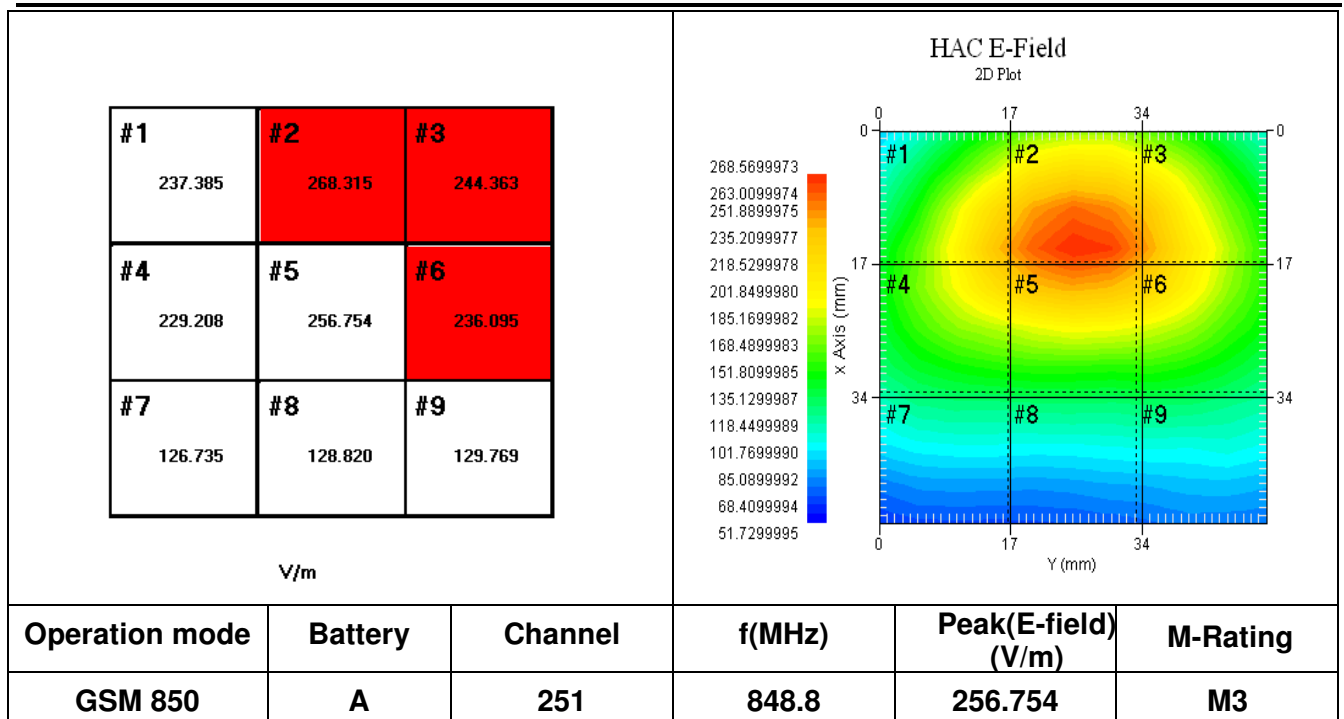 #1 #2 #3
237.385 268.315 244.363
#4 #5 #6
229.208 256.754 236.095
#7 #8 #9
126.735 128.820 129.769
V/m
HAC E-Field
2D Plot
0 17 34
0 0
#1 #2 #3
268.5699973
263.0099974
251.8899975
235.2099977
218.5299978
201.8499980
185.1699982
168.4899983
151.8099985
135.1299987
118.4499989
101.7699990
85.0899992
68.4099994
51.7299995
x Axis (mm)
17 17
#4 #5 #6
34 34
#7 #8 #9
0 17 34
Y (mm)
Operation mode Battery Channel f(MHz) Peak(E-field) (V/m) M-Rating
GSM 850 A 251 848.8 256.754 M3